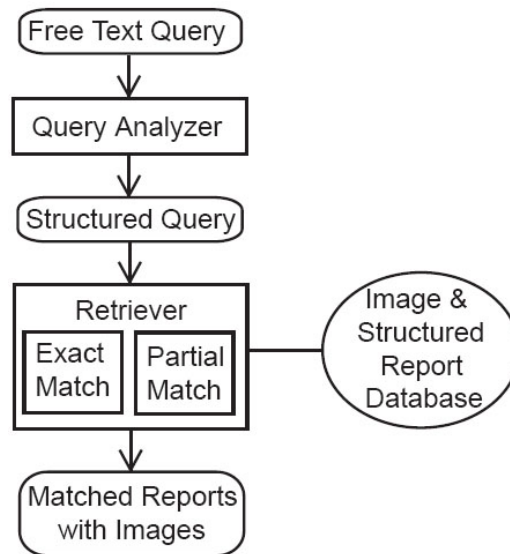 Free Text Query
Query Analyzer
Structured Query
Retriever
Exact
Match
Partial
Match
Image &
Structured
Report
Database
Matched Reports
with Images